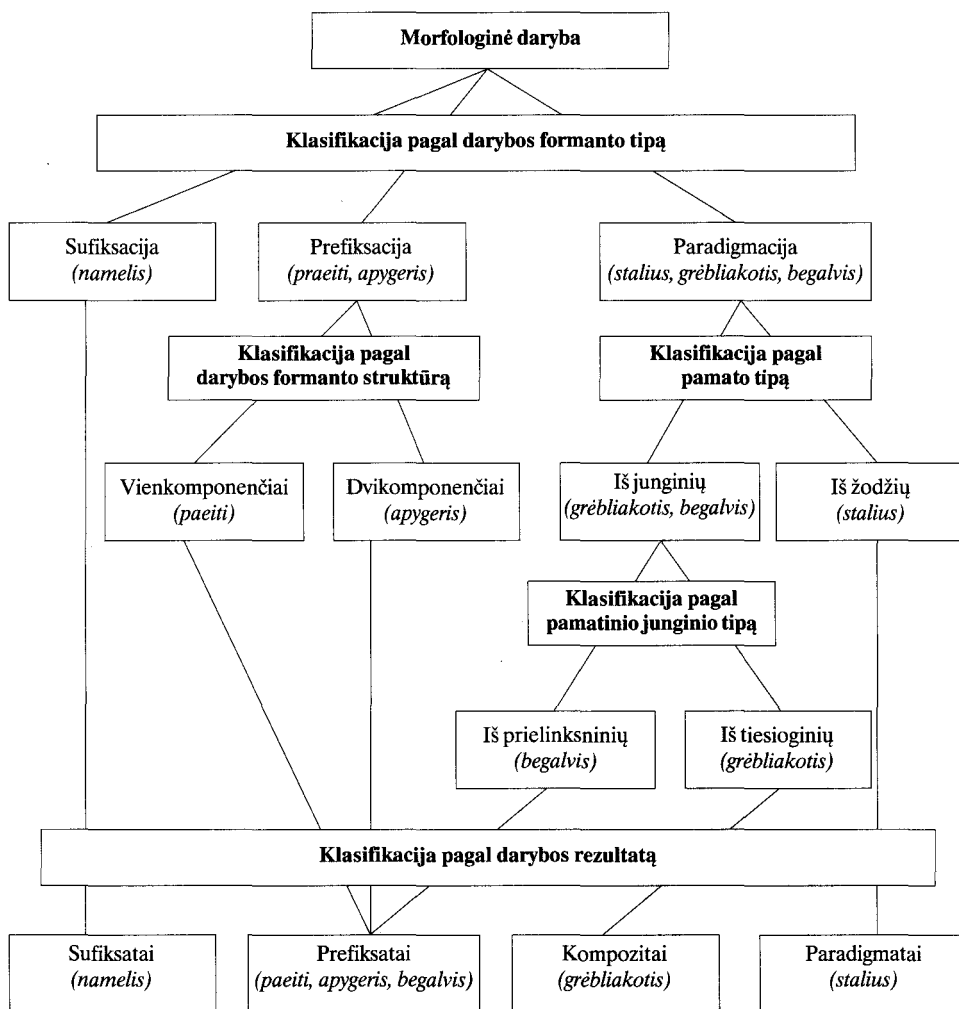 Morfologinė daryba
Klasifikacija pagal darybos formanto tipą
Sufiksacija
(namelis)
Prefiksacija
(praeiti, apygeris)
Paradigmacija
(stalius, grėbliakotis, begalvis)
Klasifikacija pagal
darybos formanto struktūrą
Klasifikacija pagal
pamato tipą
Vienkomponenčiai
(paeiti)
Dvikomponenčiai
(apygeris)
Iš junginių
(grėbliakotis, begalvis)
Iš žodžių
(stalius)
Klasifikacija pagal
pamatinio junginio tipą
Iš prielinksninių
(begalvis)
Iš tiesioginių
(grėbliakotis)
Klasifikacija pagal darybos rezultatą
Sufiksatai
(namelis)
Prefiksatai
(paeiti, apygeris, begalvis)
Kompozitai
(grėbliakotis)
Paradigmatai
(stalius)